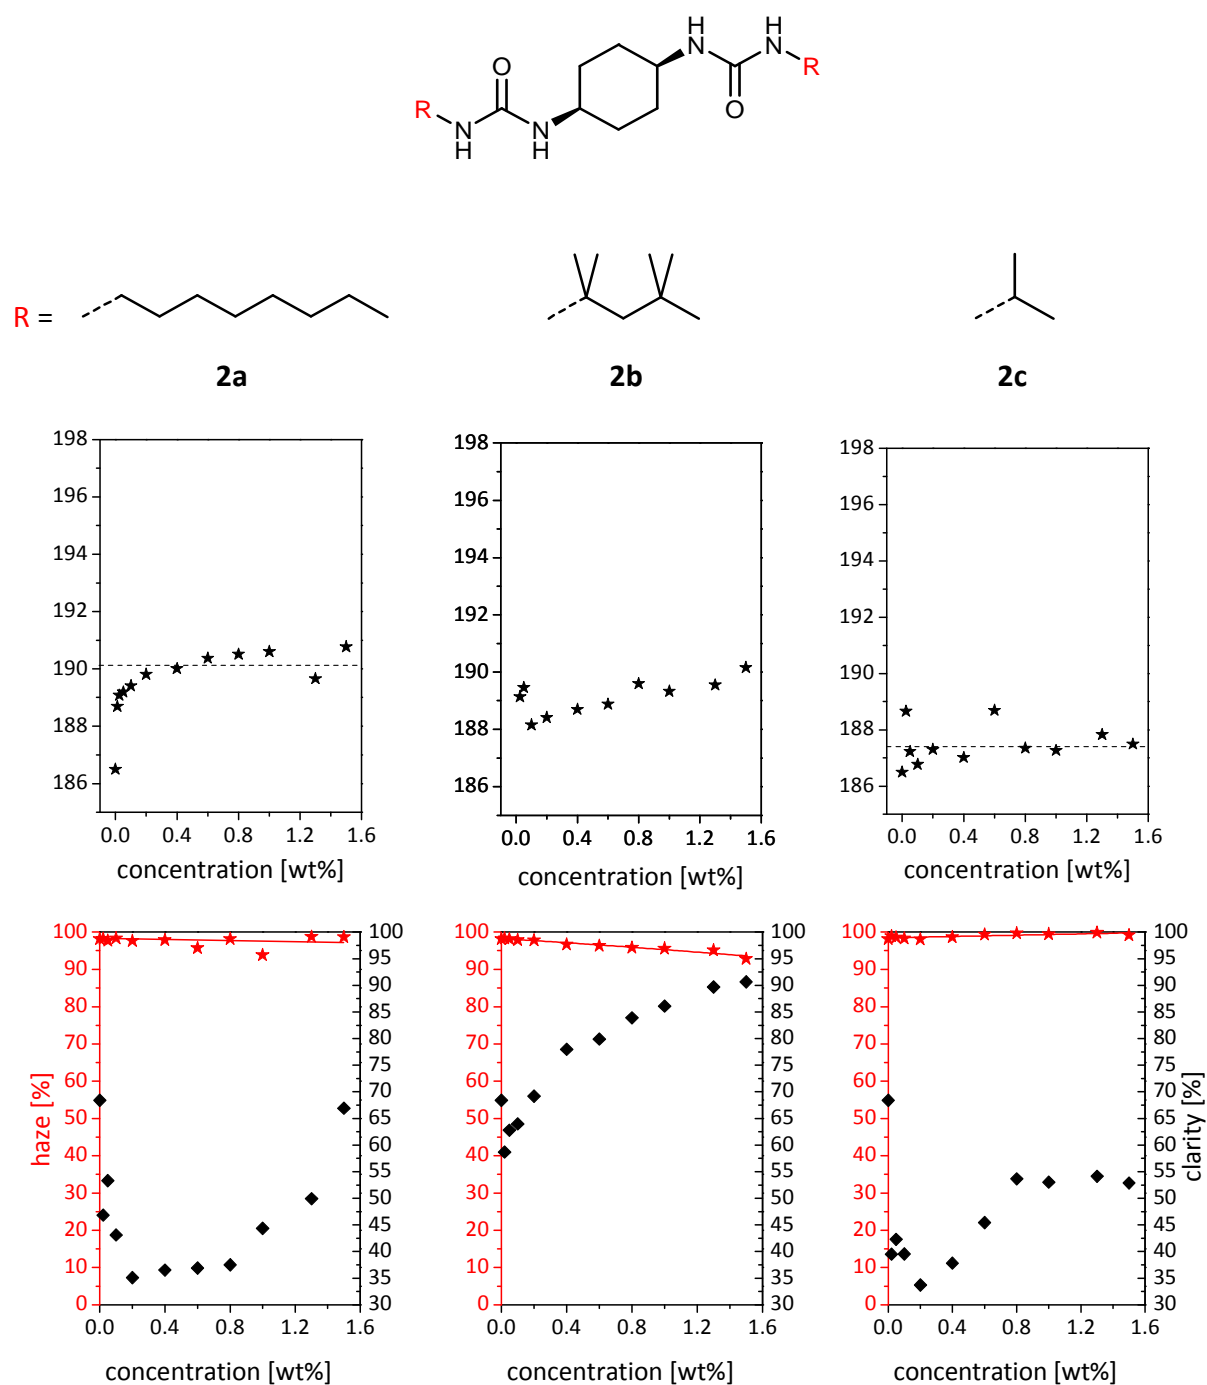 H H
N N
R
O
O
R
N N
H H
R =
2a 2b 2c
198 198 198
196 196 196
194 194 194
192 192 192
190 190 190
188 188 188
186 186 186
0.0 0.4 0.8 1.2 1.6 0.0 0.4 0.8 1.2 1.6 0.0 0.4 0.8 1.2 1.6
concentration [wt%] concentration [wt%] concentration [wt%]
haze [%]
100 90 80 70 60 50 40 30 20 10 0
100 95 90 85 80 75 70 65 60 55 50 45 40 35 30
100 90 80 70 60 50 40 30 20 10 0
100 95 90 85 80 75 70 65 60 55 50 45 40 35 30
100 90 80 70 60 50 40 30 20 10 0
100 95 90 85 80 75 70 65 60 55 50 45 40 35 30
clarity [%]
0.0 0.4 0.8 1.2 1.6 0.0 0.4 0.8 1.2 1.6 0.0 0.4 0.8 1.2 1.6
concentration [wt%] concentration [wt%] concentration [wt%]